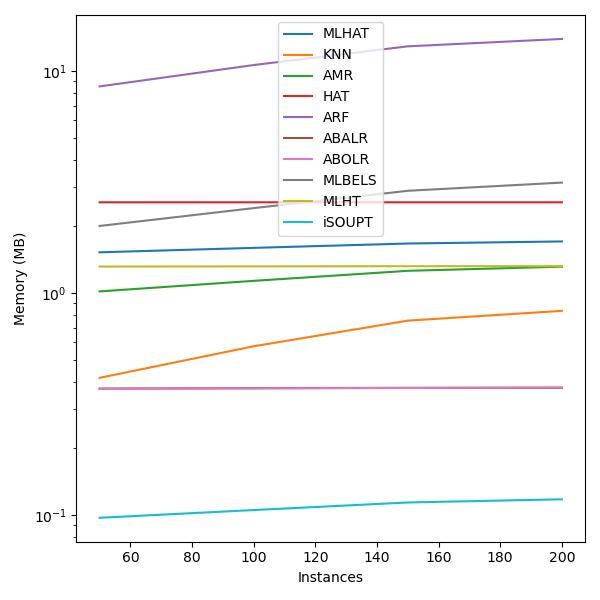 MLHAT
KNN
AMR
HAT
ARF
ABALR
ABOLR
MLBELS
MLHT
iSOUPT
10^1
10^0
10^-1
Memory (MB)
60 80 100 120 140 160 180 200
Instances